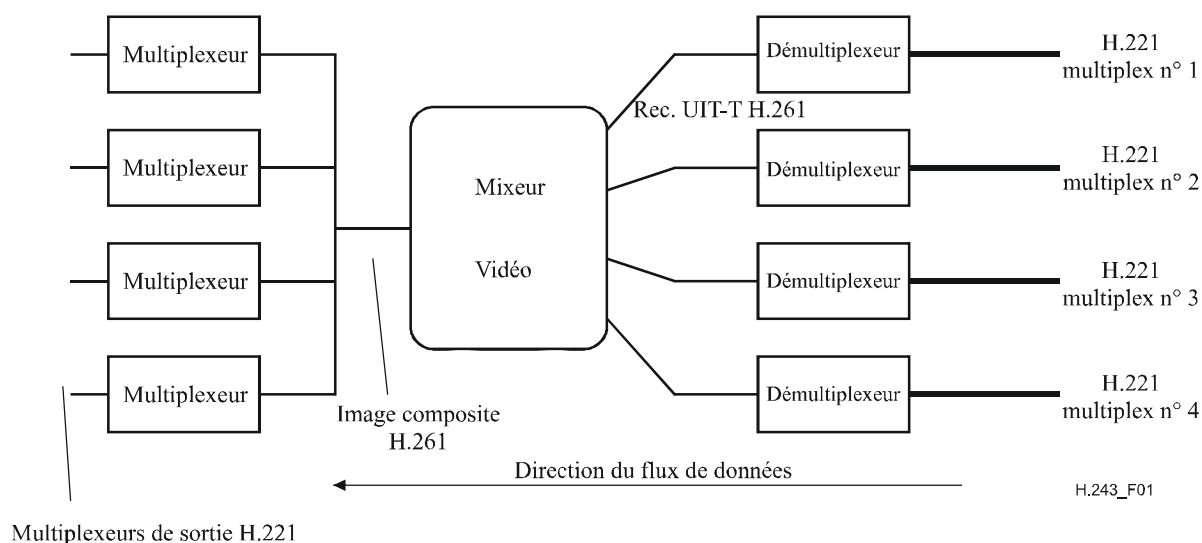 Multiplexeur
Démultiplexeur
H.221
multiplex n° 1
Rec. UIT-T H.261
Multiplexeur
Démultiplexeur
H.221
multiplex n° 2
Mixeur
Vidéo
Multiplexeur
Démultiplexeur
H.221
multiplex n° 3
Multiplexeur
Démultiplexeur
H.221
multiplex n° 4
Image composite
H.261
Direction du flux de données
H.243_F01
Multiplexeurs de sortie H.221